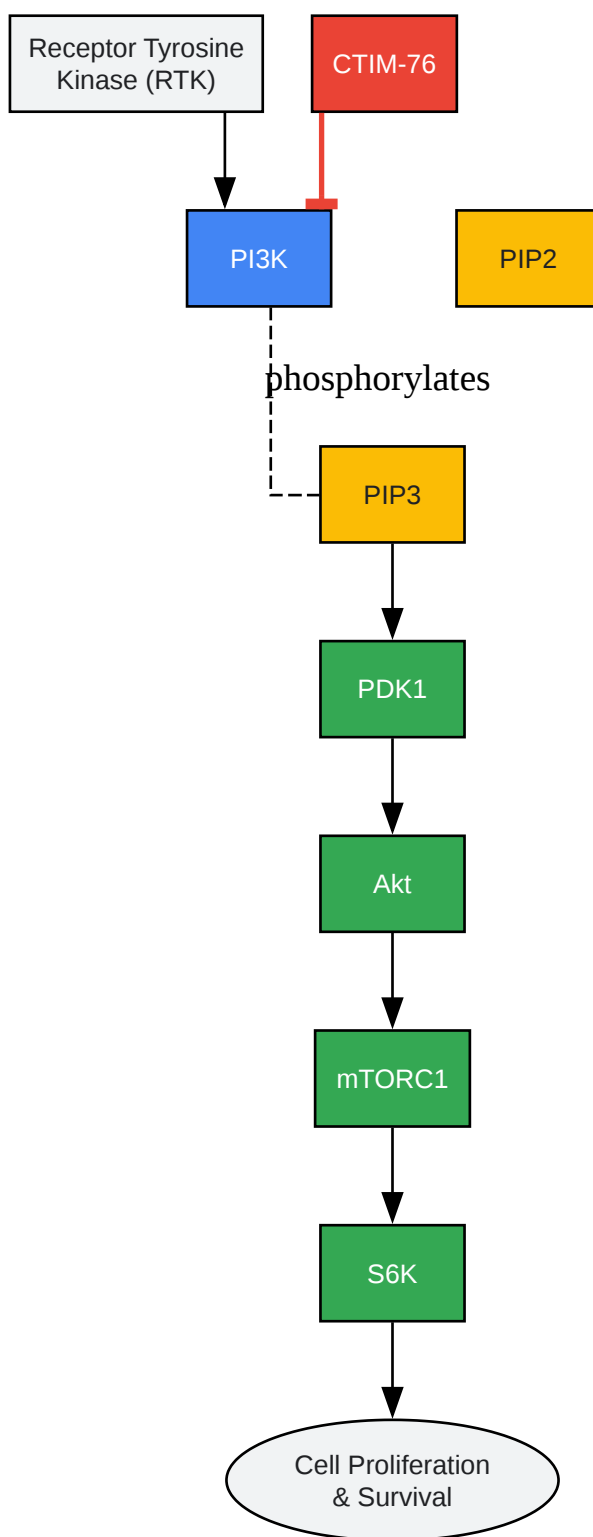 Receptor Tyrosine
Kinase (RTK)
CTIM-76
PI3K
PIP2
phosphorylates
PIP3
PDK1
Akt
mTORC1
S6K
Cell Proliferation
& Survival